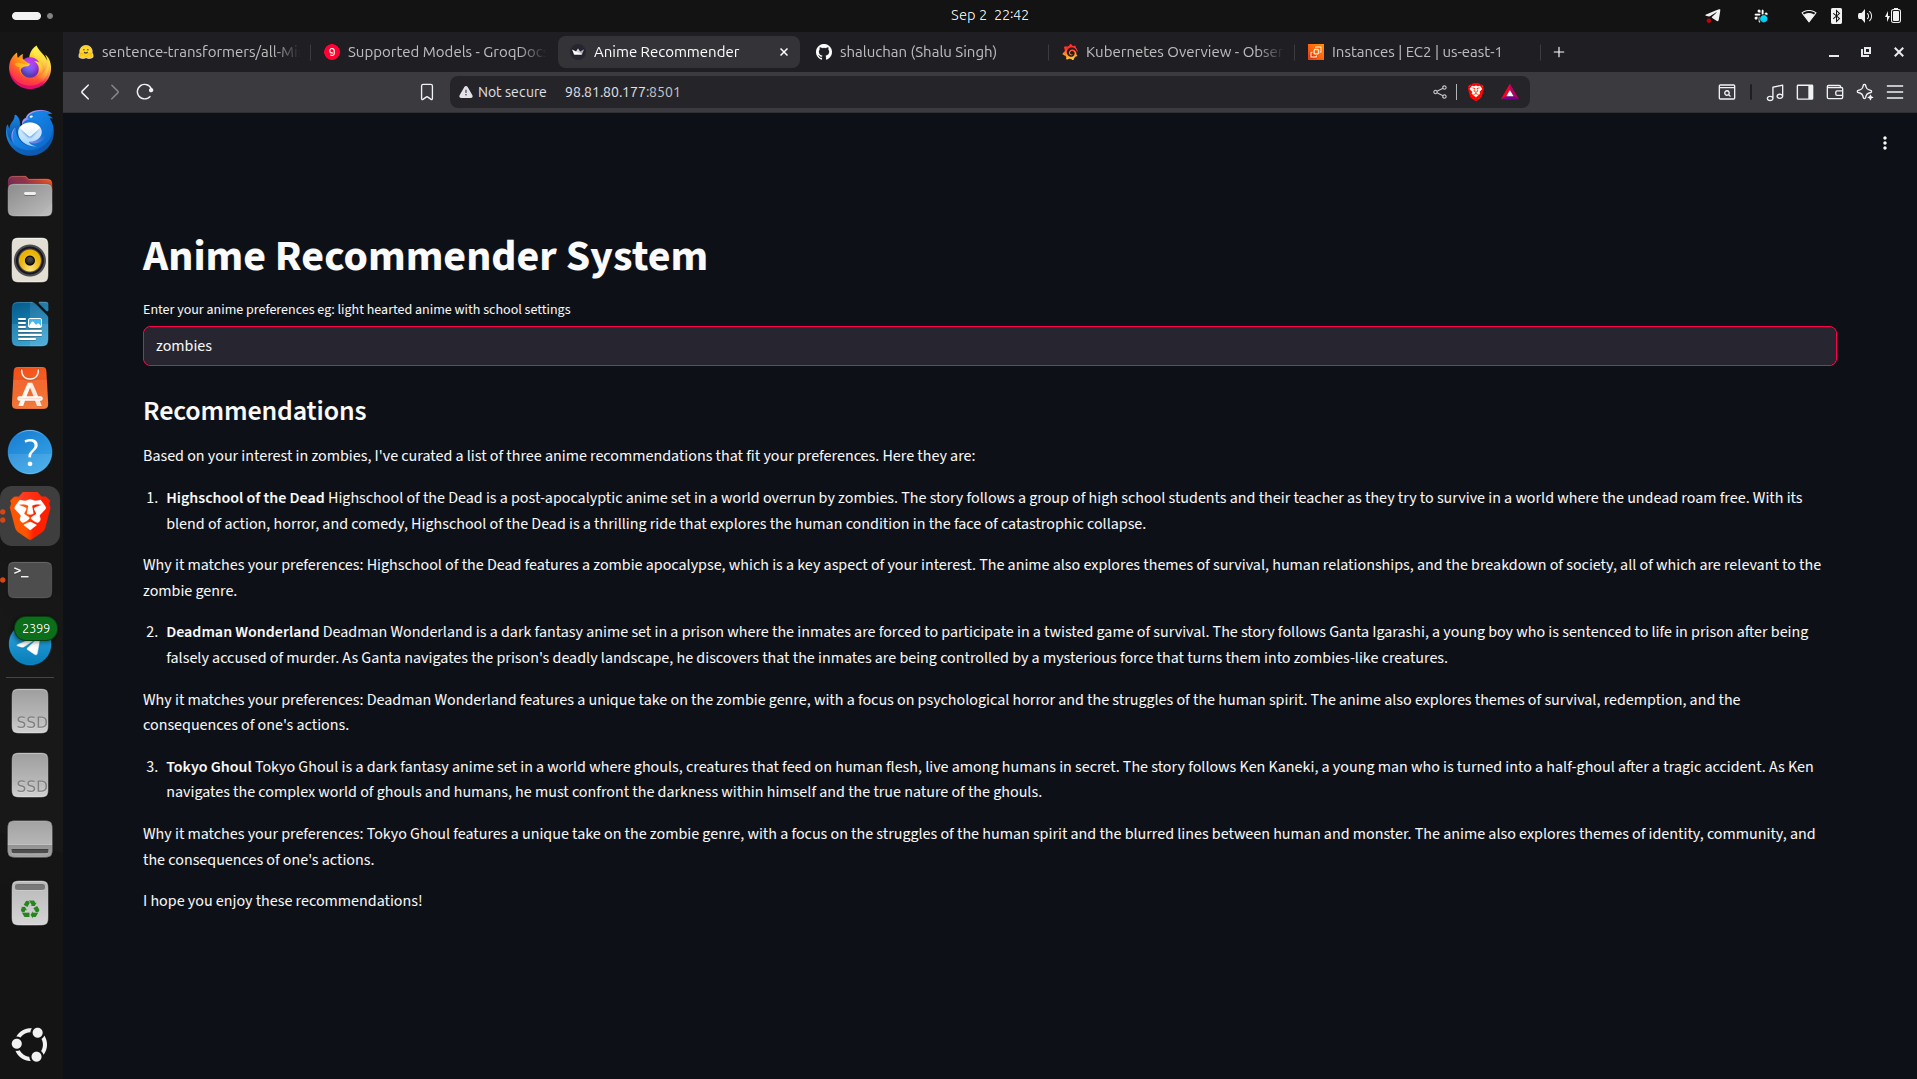 Sep 2 22:42
sentence-transformers/all-Mi
Supported Models - GroqDoc
Anime Recommender
shaluchan (Shalu Singh)
Kubernetes Overview - Obser
Instances | EC2 | us-east-1
Not secure 98.81.80.177:8501
Anime Recommender System
Enter your anime preferences eg: light hearted anime with school settings
zombies
Recommendations
Based on your interest in zombies, I've curated a list of three anime recommendations that fit your preferences. Here they are:
1. Highschool of the Dead Highschool of the Dead is a post-apocalyptic anime set in a world overrun by zombies. The story follows a group of high school students and their teacher as they try to survive in a world where the undead roam free. With its
blend of action, horror, and comedy, Highschool of the Dead is a thrilling ride that explores the human condition in the face of catastrophic collapse.
Why it matches your preferences: Highschool of the Dead features a zombie apocalypse, which is a key aspect of your interest. The anime also explores themes of survival, human relationships, and the breakdown of society, all of which are relevant to the
zombie genre.
2. Deadman Wonderland Deadman Wonderland is a dark fantasy anime set in a prison where the inmates are forced to participate in a twisted game of survival. The story follows Ganta Igarashi, a young boy who is sentenced to life in prison after being
falsely accused of murder. As Ganta navigates the prison's deadly landscape, he discovers that the inmates are being controlled by a mysterious force that turns them into zombies-like creatures.
Why it matches your preferences: Deadman Wonderland features a unique take on the zombie genre, with a focus on psychological horror and the struggles of the human spirit. The anime also explores themes of survival, redemption, and the
consequences of one's actions.
3. Tokyo Ghoul Tokyo Ghoul is a dark fantasy anime set in a world where ghouls, creatures that feed on human flesh, live among humans in secret. The story follows Ken Kaneki, a young man who is turned into a half-ghoul after a tragic accident. As Ken
navigates the complex world of ghouls and humans, he must confront the darkness within himself and the true nature of the ghouls.
Why it matches your preferences: Tokyo Ghoul features a unique take on the zombie genre, with a focus on the struggles of the human spirit and the blurred lines between human and monster. The anime also explores themes of identity, community, and
the consequences of one's actions.
I hope you enjoy these recommendations!
2399
SSD
SSD